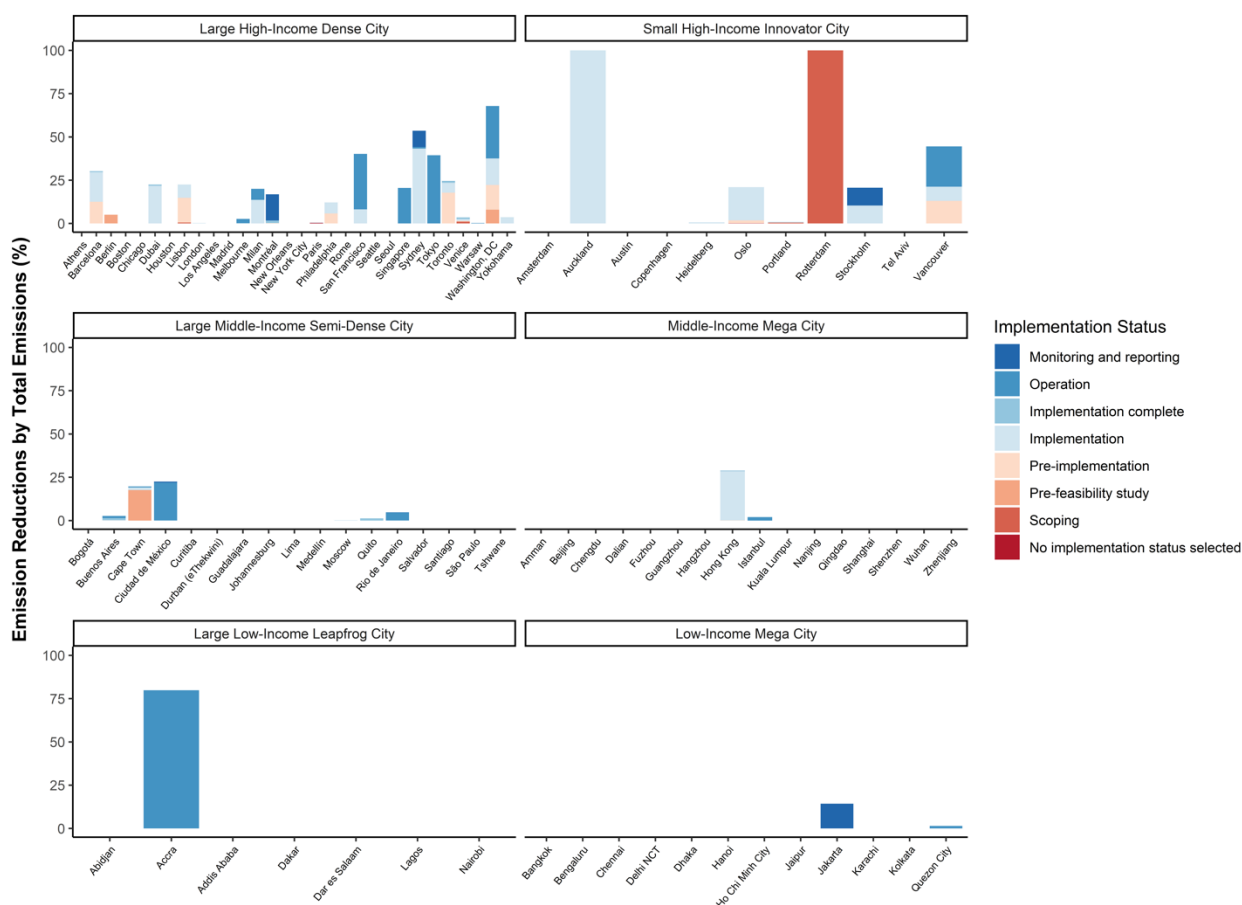 Large High-Income Dense City
Small High-Income Innovator City
100
75
50
25
0
Athens
Barcelona
Berlin
Boston
Chicago
Dubai
Houston
Lisbon
London
Los Angeles
Madrid
Melbourne
Milan
Montréal
New Orleans
New York City
Paris
Philadelphia
Rome
San Francisco
Seattle
Seoul
Singapore
Sydney
Tokyo
Toronto
Venice
Warsaw
Washington, DC
Yokohama
Amsterdam
Auckland
Austin
Copenhagen
Heidelberg
Oslo
Portland
Rotterdam
Stockholm
Tel Aviv
Vancouver
Emission Reductions by Total Emissions (%)
Large Middle-Income Semi-Dense City
Middle-Income Mega City
100
75
50
25
0
Bogotá
Buenos Aires
Cape Town
Ciudad de México
Curitiba
Durban (eThekwini)
Guadalajara
Johannesburg
Lima
Medellín
Moscow
Quito
Rio de Janeiro
Salvador
Santiago
São Paulo
Tshwane
Amman
Beijing
Chengdu
Dalian
Fuzhou
Guangzhou
Hangzhou
Hong Kong
Istanbul
Kuala Lumpur
Nanjing
Qingdao
Shanghai
Shenzhen
Wuhan
Zhenjiang
Implementation Status
Monitoring and reporting
Operation
Implementation complete
Implementation
Pre-implementation
Pre-feasibility study
Scoping
No implementation status selected
Large Low-Income Leapfrog City
Low-Income Mega City
100
75
50
25
0
Abidjan
Accra
Addis Ababa
Dakar
Dar es Salaam
Lagos
Nairobi
Bangkok
Bengaluru
Chennai
Delhi NCT
Dhaka
Hanoi
Ho Chi Minh City
Jaipur
Jakarta
Karachi
Kolkata
Quezon City